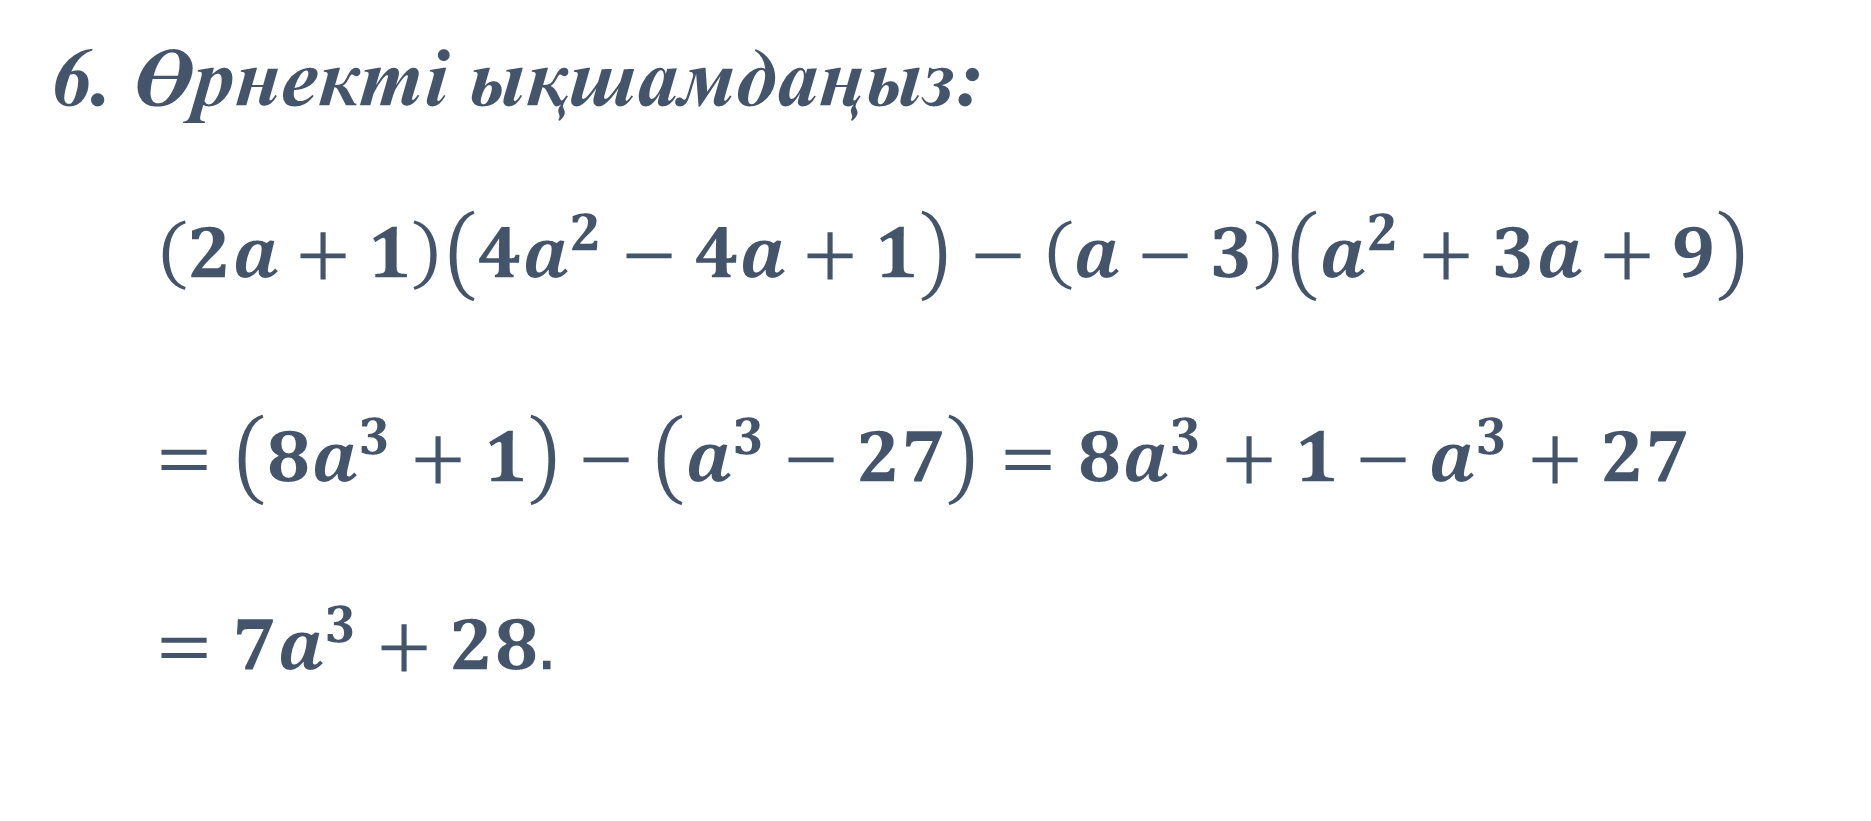 6. Өрнекті ықшамдаңыз:
(2a + 1)(4a² − 4a + 1) − (a − 3)(a² + 3a + 9)
= (8a³ + 1) − (a³ − 27) = 8a³ + 1 − a³ + 27
= 7a³ + 28.